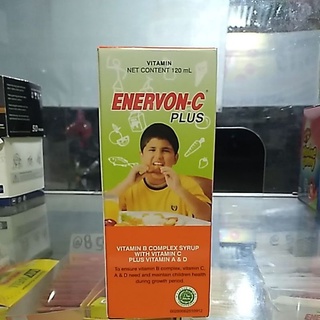 VITAMIN
NET CONTENT 120 mL
ENERVON-C®
PLUS
VITAMIN B COMPLEX SYRUP
WITH VITAMIN C
PLUS VITAMIN A & D
To ensure vitamin B complex, vitamin C,
A & D need and maintain children health
during growth period